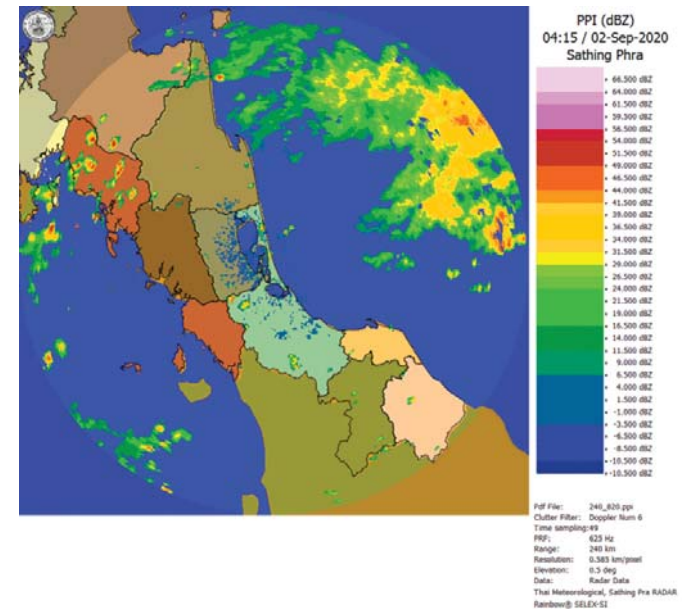 PPI (dBZ)
04:15 / 02-Sep-2020
Sathing Phra
66.500 dBZ
64.000 dBZ
61.500 dBZ
59.500 dBZ
56.500 dBZ
54.000 dBZ
51.500 dBZ
49.000 dBZ
46.500 dBZ
44.000 dBZ
41.500 dBZ
39.000 dBZ
36.500 dBZ
34.000 dBZ
31.500 dBZ
29.000 dBZ
26.500 dBZ
24.000 dBZ
21.500 dBZ
19.000 dBZ
16.500 dBZ
14.000 dBZ
11.500 dBZ
9.000 dBZ
6.500 dBZ
4.000 dBZ
1.500 dBZ
-1.000 dBZ
-3.500 dBZ
-6.500 dBZ
-8.500 dBZ
-10.500 dBZ
-10.500 dBZ
Pdf File: 240_820.ppi
Clutter Filter: Doppler Num 6
Time sampling:49
PRF: 625 Hz
Range: 240 km
Resolution: 0.585 km/pixel
Elevation: 0.5 deg
Data: Radar Data
Thai Meteorological, Sathing Pra RADAR
Rainbow® SELEX-SI